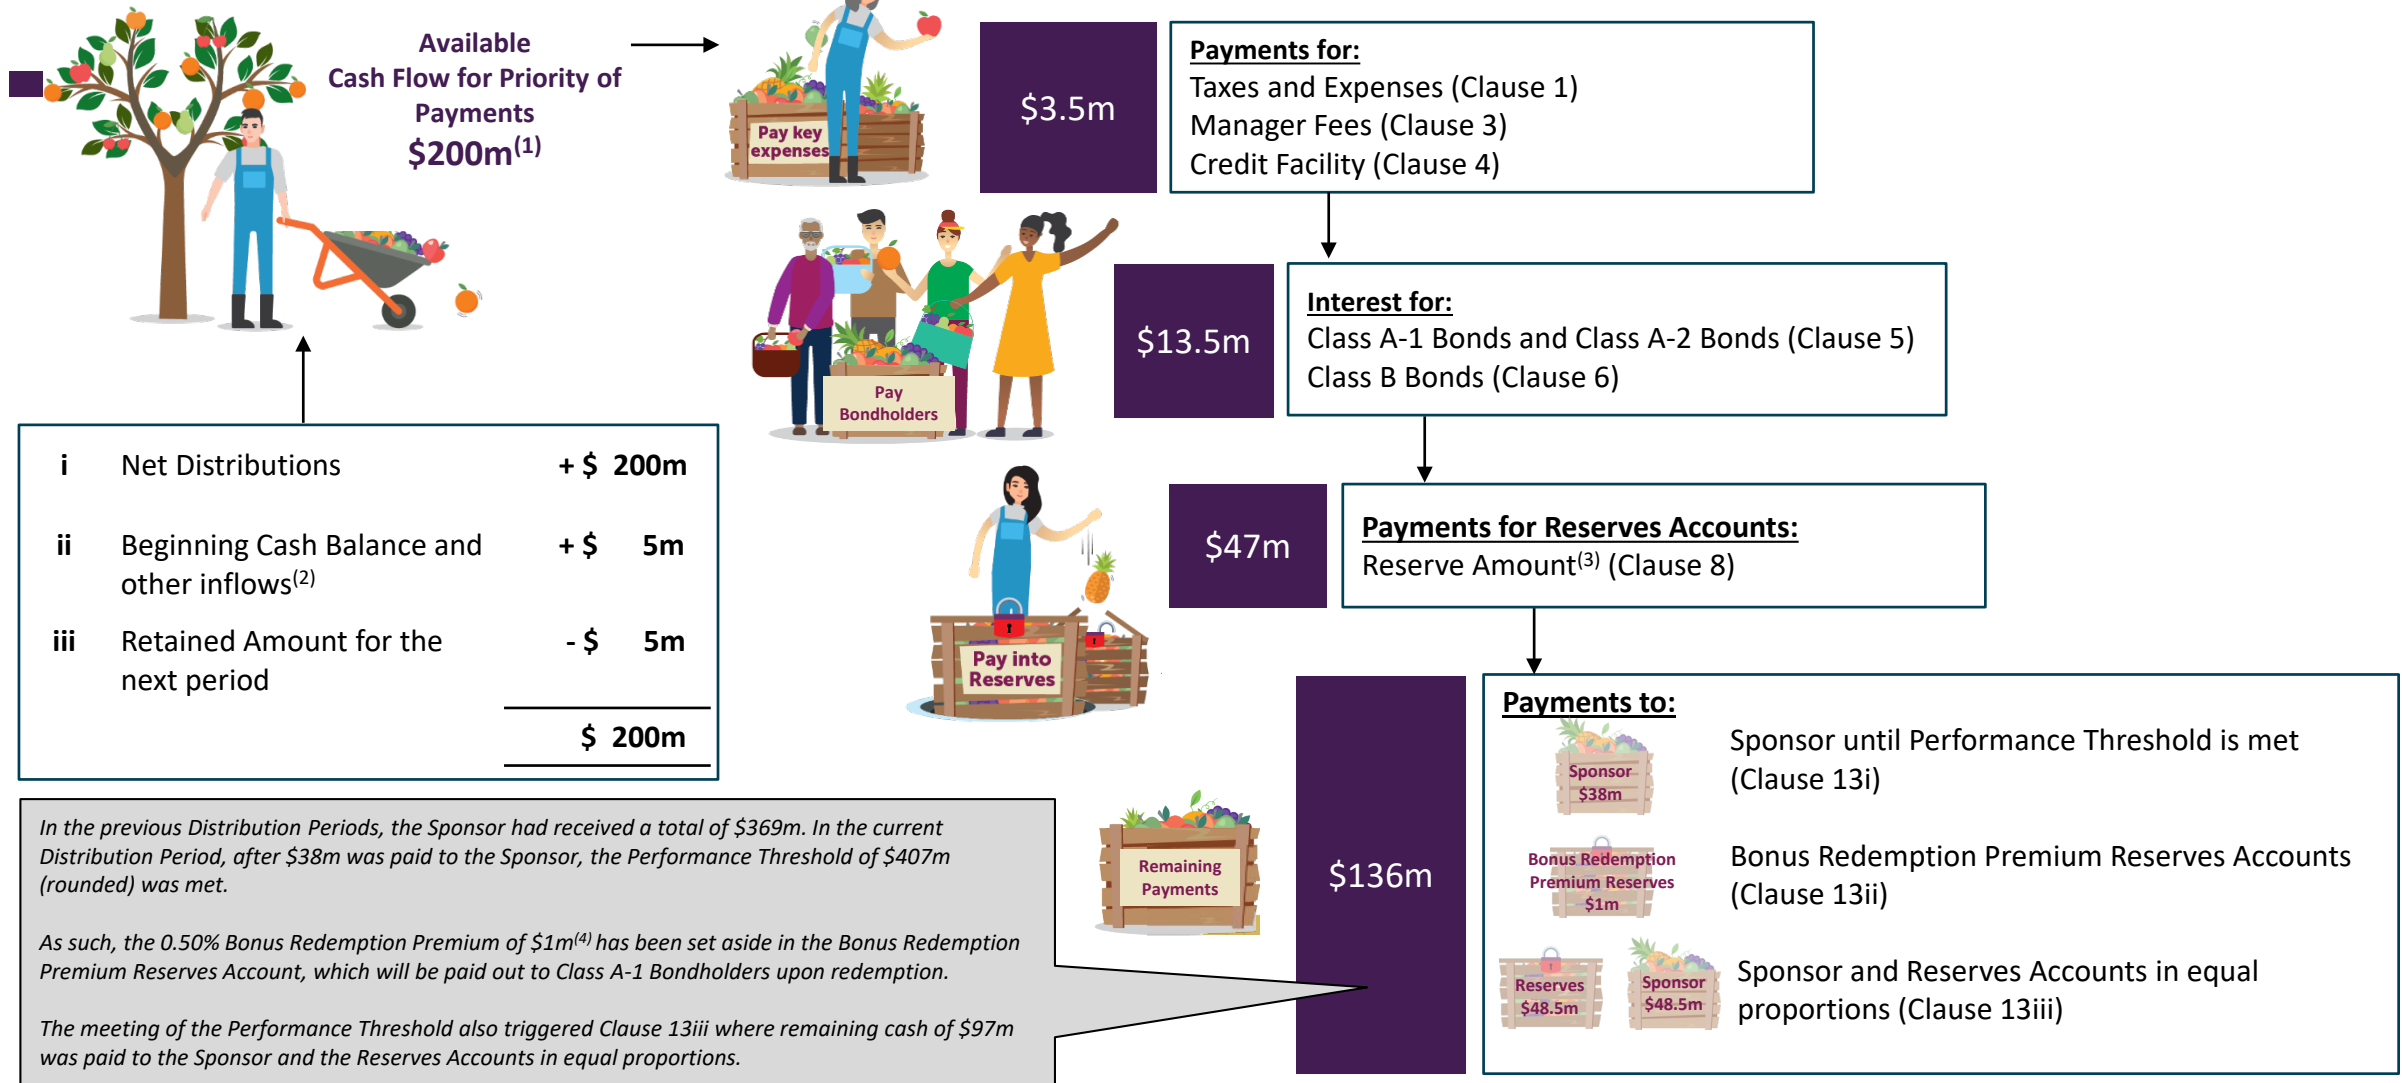 Available
Cash Flow for Priority of
Payments
$200m(1)
Pay key
expenses
$3.5m
Payments for:
Taxes and Expenses (Clause 1)
Manager Fees (Clause 3)
Credit Facility (Clause 4)
Pay
Bondholders
$13.5m
Interest for:
Class A-1 Bonds and Class A-2 Bonds (Clause 5)
Class B Bonds (Clause 6)
i Net Distributions + $ 200m
ii Beginning Cash Balance and + $ 5m
other inflows(2)
iii Retained Amount for the - $ 5m
next period
$ 200m
Pay into
Reserves
$47m
Payments for Reserves Accounts:
Reserve Amount(3) (Clause 8)
In the previous Distribution Periods, the Sponsor had received a total of $369m. In the current
Distribution Period, after $38m was paid to the Sponsor, the Performance Threshold of $407m
(rounded) was met.
As such, the 0.50% Bonus Redemption Premium of $1m(4) has been set aside in the Bonus Redemption
Premium Reserves Account, which will be paid out to Class A-1 Bondholders upon redemption.
The meeting of the Performance Threshold also triggered Clause 13iii where remaining cash of $97m
was paid to the Sponsor and the Reserves Accounts in equal proportions.
Remaining
Payments
$136m
Payments to:
Sponsor
$38m
Sponsor until Performance Threshold is met
(Clause 13i)
Bonus Redemption
Premium Reserves
$1m
Bonus Redemption Premium Reserves Accounts
(Clause 13ii)
Reserves
$48.5m
Sponsor
$48.5m
Sponsor and Reserves Accounts in equal
proportions (Clause 13iii)